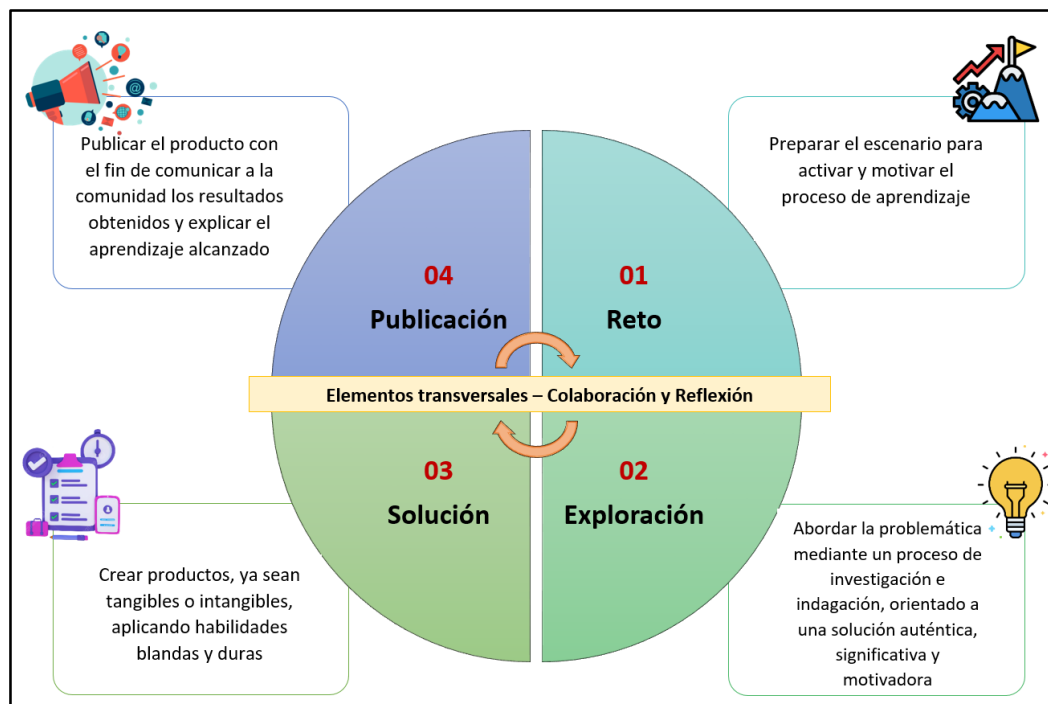 Publicar el producto con
el fin de comunicar a la
comunidad los resultados
obtenidos y explicar el
aprendizaje alcanzado
Preparar el escenario para
activar y motivar el
proceso de aprendizaje
04
Publicación
01
Reto
Elementos transversales – Colaboración y Reflexión
03
Solución
02
Exploración
Crear productos, ya sean
tangibles o intangibles,
aplicando habilidades
blandas y duras
Abordar la problemática
mediante un proceso de
investigación e
indagación, orientado a
una solución auténtica,
significativa y
motivadora